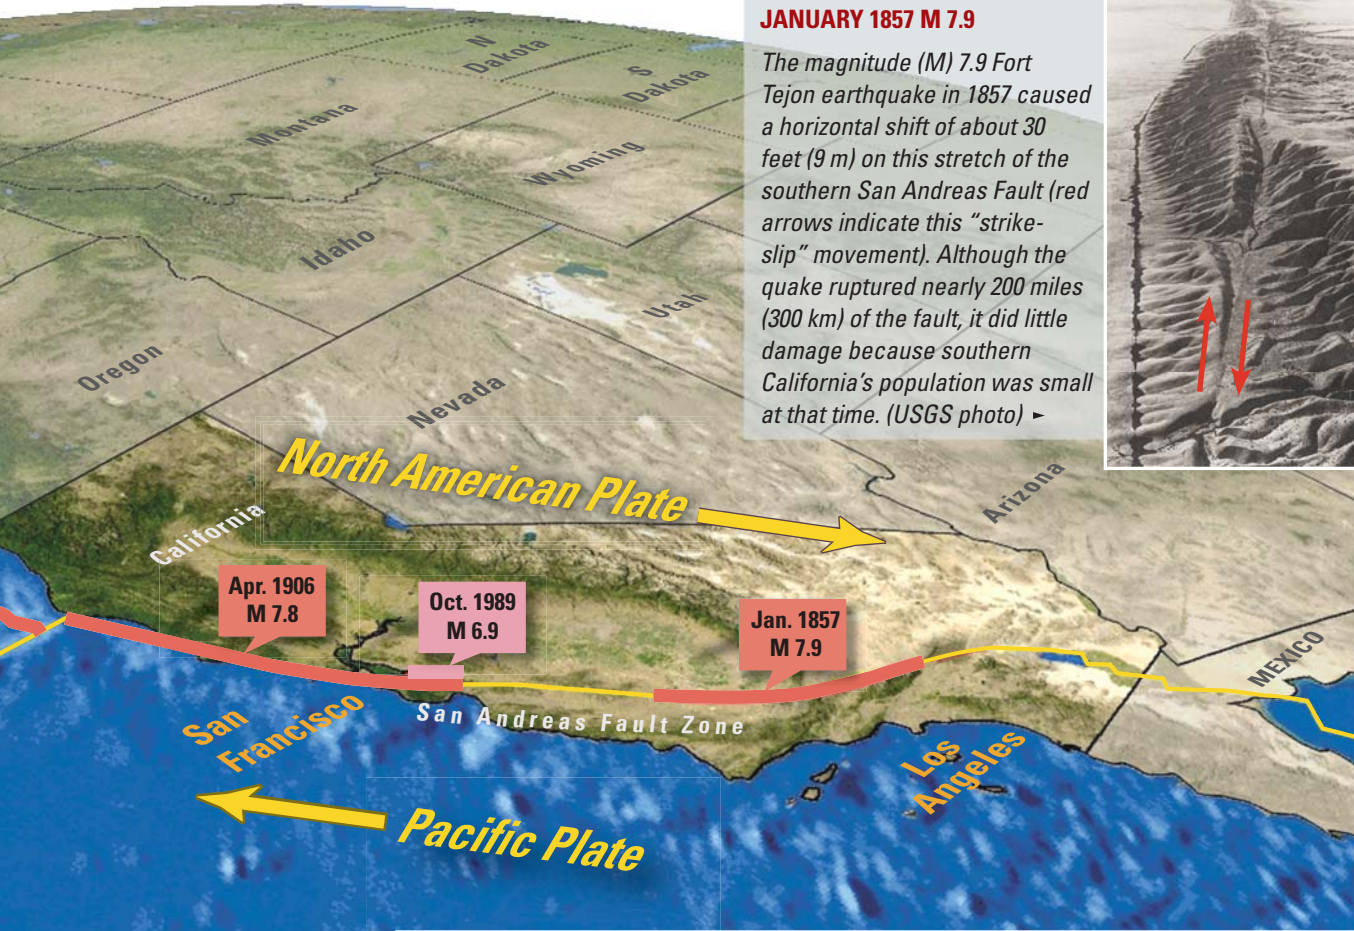 JANUARY 1857 M 7.9
The magnitude (M) 7.9 Fort
Tejon earthquake in 1857 caused
a horizontal shift of about 30
feet (9 m) on this stretch of the
southern San Andreas Fault (red
arrows indicate this “strike-
slip” movement). Although the
quake ruptured nearly 200 miles
(300 km) of the fault, it did little
damage because southern
California’s population was small
at that time. (USGS photo) ►
N
Dakota
S
Dakota
Montana
Wyoming
Idaho
Utah
Oregon
Nevada
Arizona
North American Plate
California
Apr. 1906
M 7.8
Oct. 1989
M 6.9
Jan. 1857
M 7.9
MEXICO
San Andreas Fault Zone
San
Francisco
Los
Angeles
Pacific Plate